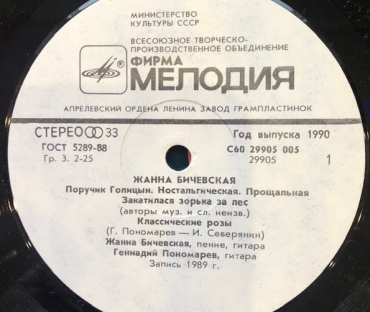 МИНИСТЕРСТВО
КУЛЬТУРЫ СССР
ВСЕСОЮЗНОЕ ТВОРЧЕСКО-
ПРОИЗВОДСТВЕННОЕ ОБЪЕДИНЕНИЕ
ФИРМА
МЕЛОДИЯ
АПРЕЛЕВСКИЙ ОРДЕНА ЛЕНИНА ЗАВОД ГРАМПЛАСТИНОК
СТЕРЕО 33
Год выпуска 1990
ГОСТ 5289-88
С60 29905 005
Гр. 3. 2-25
29905 1
ЖАННА БИЧЕВСКАЯ
Поручик Голицын. Ностальгическая. Прощальная
Закатилася зорька за лес
(авторы муз. и сл. неизв.)
Классические розы
(Г. Пономарев — И. Северянин)
Жанна Бичевская, пение, гитара
Геннадий Пономарев, гитара
Запись 1989 г.